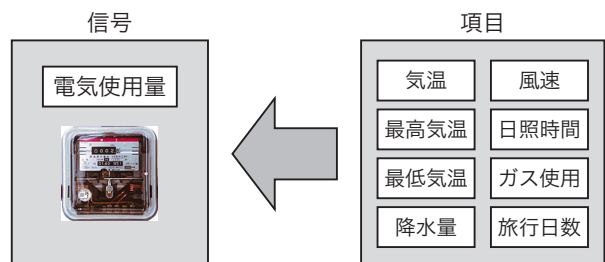 信号
電気使用量
項目
気温
風速
最高気温
日照時間
最低気温
ガス使用
降水量
旅行日数